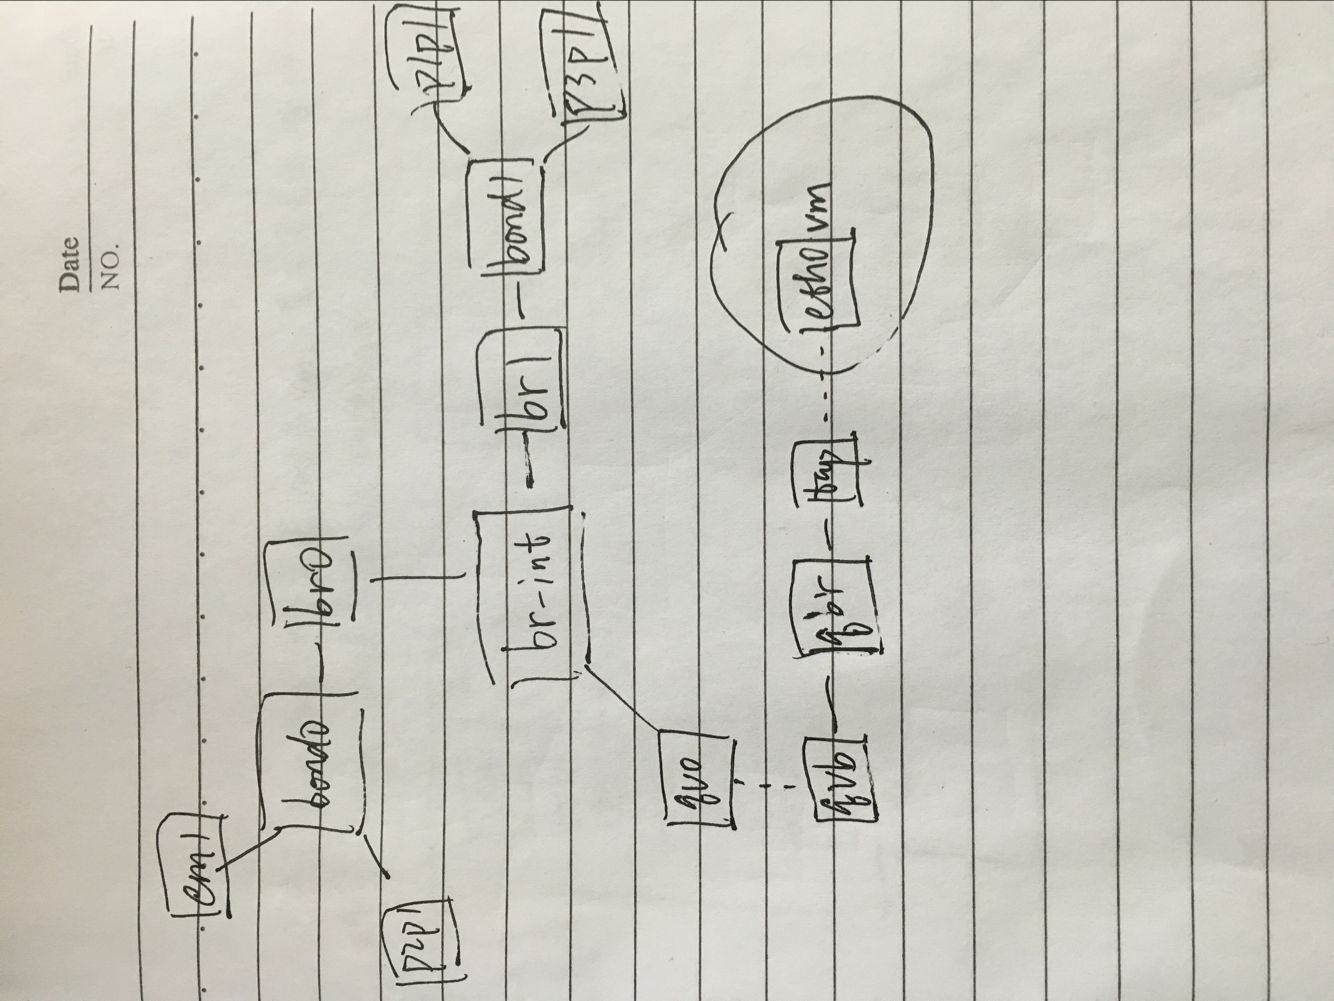 Date
NO.
p1p1
p3p1
bond1
br1
br-int
br0
bond0
em1
p2p1
qvo
qvb
qbr
tap
eth0 vm